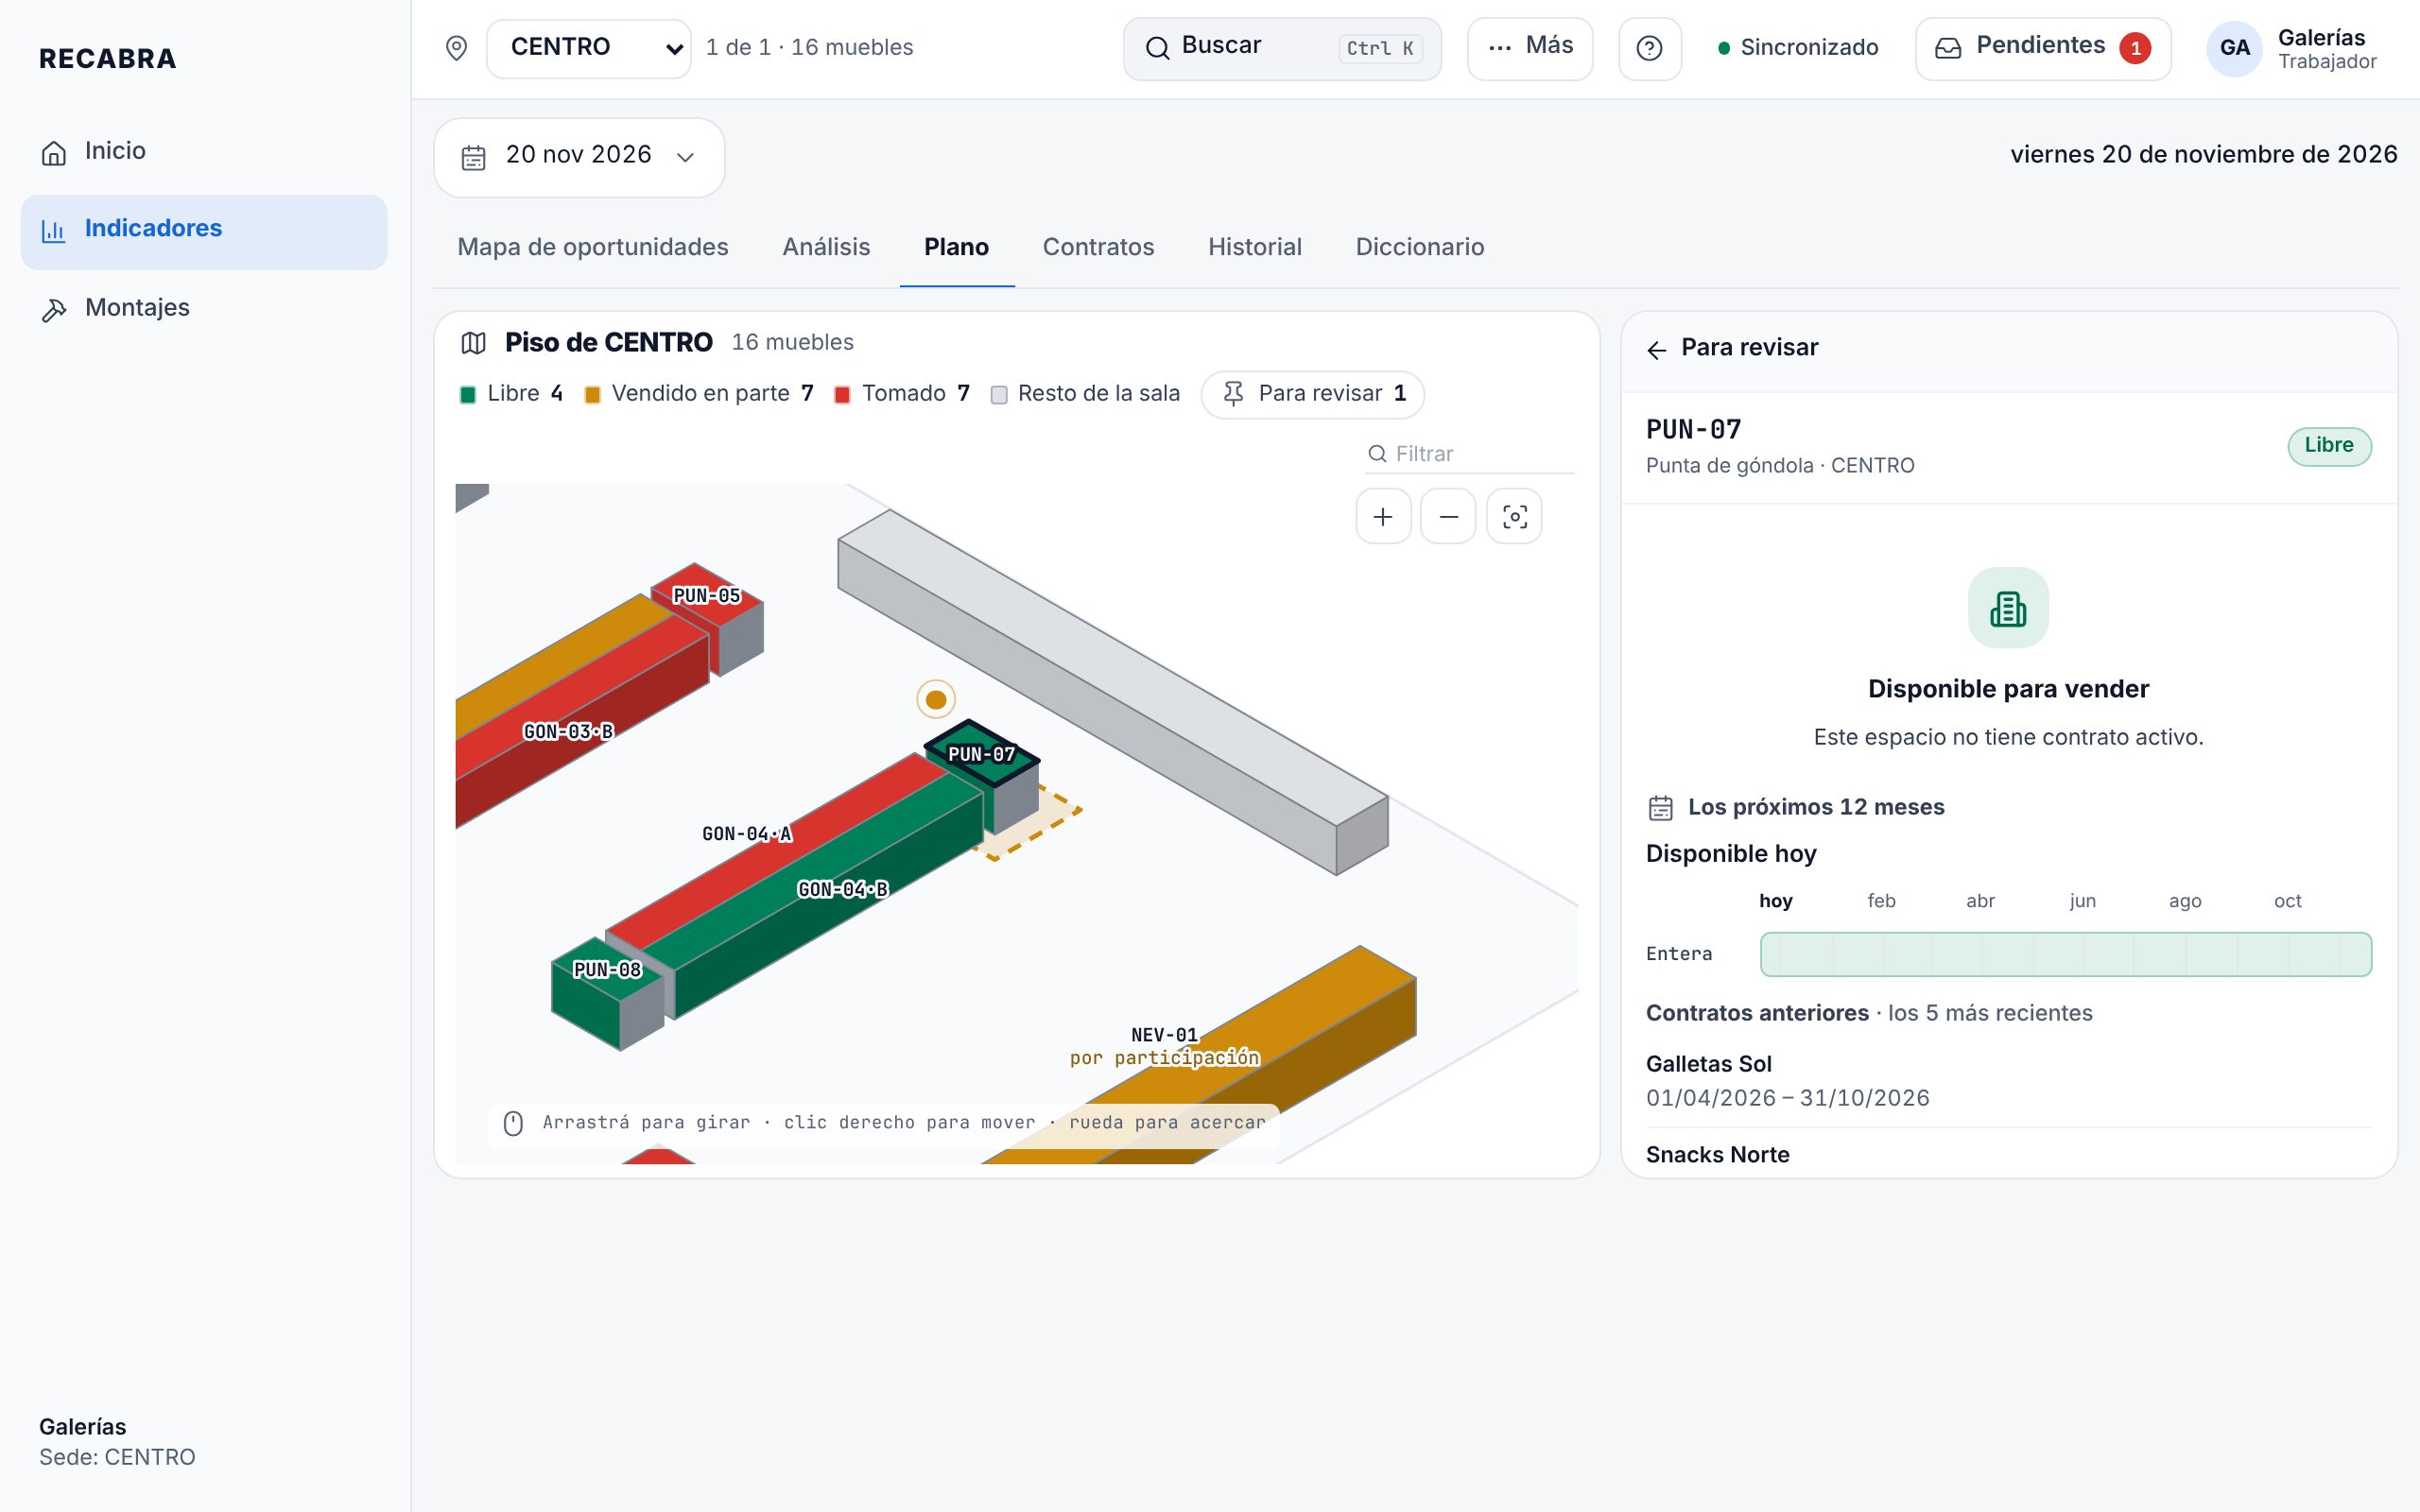 RECABRA
Inicio
Indicadores
Montajes
Galerías
Sede: CENTRO
CENTRO
1 de 1 · 16 muebles
Buscar
Ctrl K
Más
Sincronizado
Pendientes 1
GA
Galerías
Trabajador
20 nov 2026
viernes 20 de noviembre de 2026
Mapa de oportunidades
Análisis
Plano
Contratos
Historial
Diccionario
Piso de CENTRO 16 muebles
Libre 4
Vendido en parte 7
Tomado 7
Resto de la sala
Para revisar 1
Filtrar
PUN-05
GON-03·B
PUN-07
GON-04·A
GON-04·B
PUN-08
NEV-01
por participación
Arrastrá para girar · clic derecho para mover · rueda para acercar
Para revisar
PUN-07
Punta de góndola · CENTRO
Libre
Disponible para vender
Este espacio no tiene contrato activo.
Los próximos 12 meses
Disponible hoy
hoy feb abr jun ago oct
Entera
Contratos anteriores · los 5 más recientes
Galletas Sol
01/04/2026 – 31/10/2026
Snacks Norte